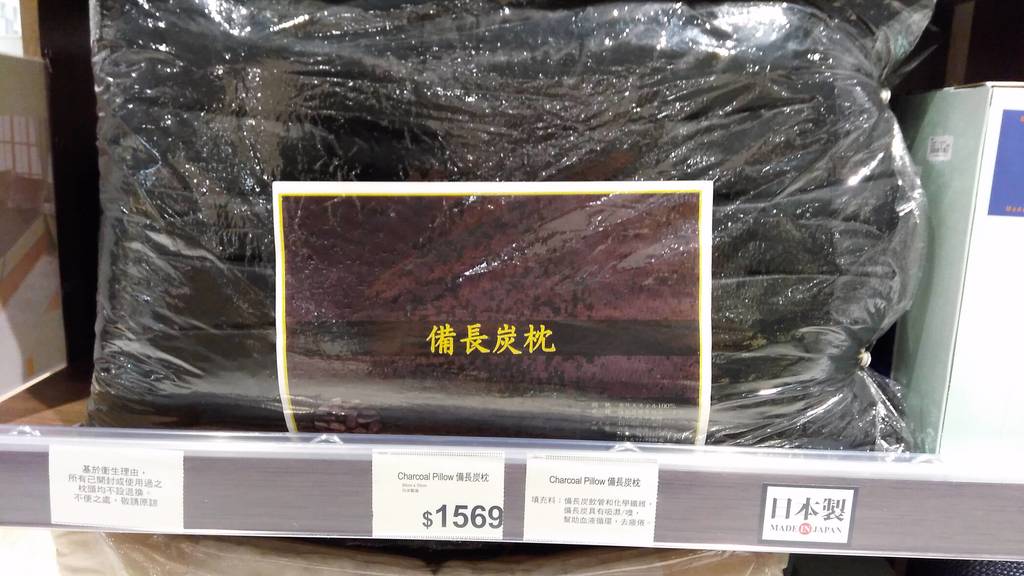 備長炭枕
基於衞生理由，
所有已開封或使用過之
枕頭均不設退換。
不便之處，敬請原諒
Charcoal Pillow 備長炭枕
$1569
Charcoal Pillow 備長炭枕
填充料：備長炭飲管和化學纖維。
備長炭具有吸濕/嗅，
幫助血液循環，去疲倦。
日本製
MADE IN JAPAN